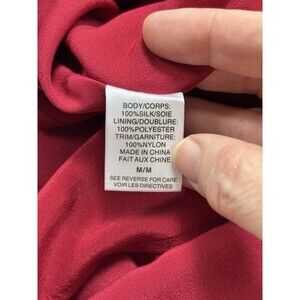 BODY/CORPS:
100%SILK/SOIE
LINING/DOUBLURE:
100%POLYESTER
TRIM/GARNITURE:
100%NYLON
MADE IN CHINA
FAIT AUX CHINE
M/M
SEE REVERSE FOR CARE
VOIR LES DIRECTIVES